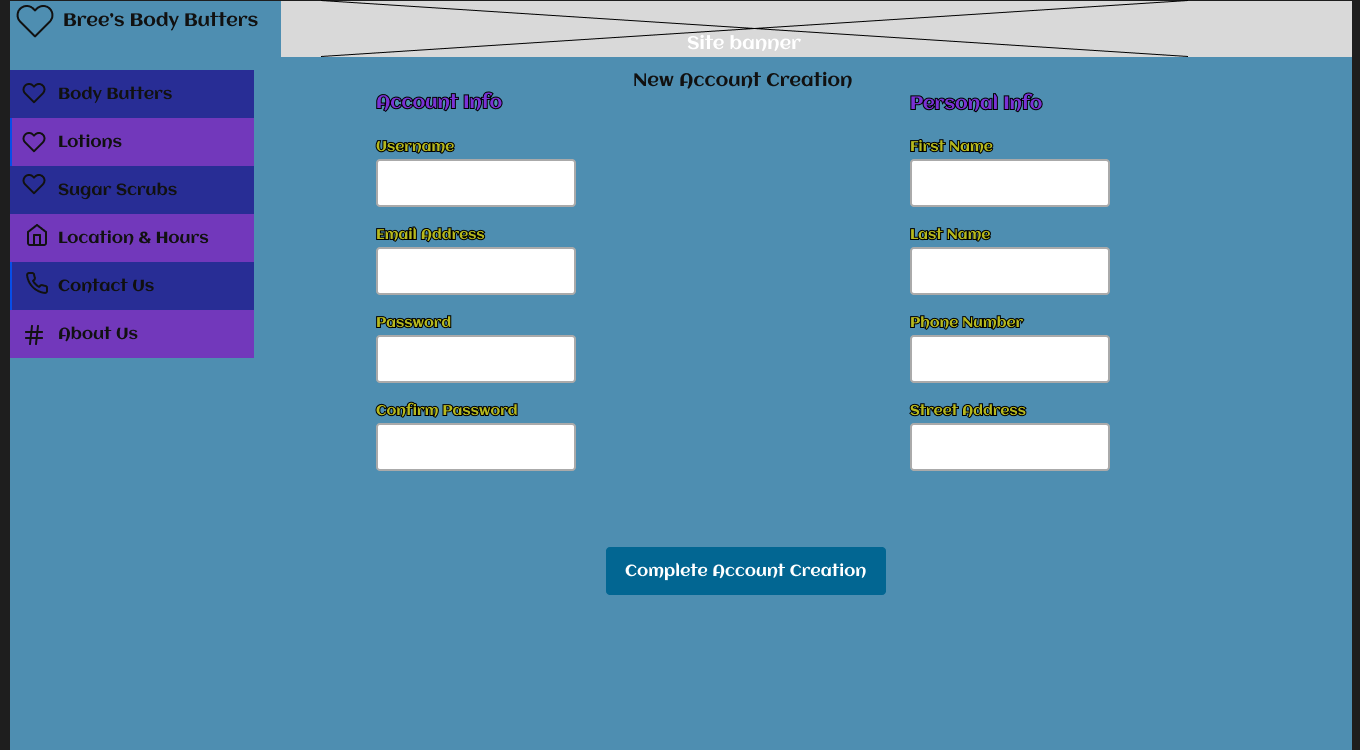 Bree's Body Butters
Site banner
Body Butters
Lotions
Sugar Scrubs
Location & Hours
Contact Us
# About Us
New Account Creation
Account Info
Username
Email Address
Password
Confirm Password
Personal Info
First Name
Last Name
Phone Number
Street Address
Complete Account Creation